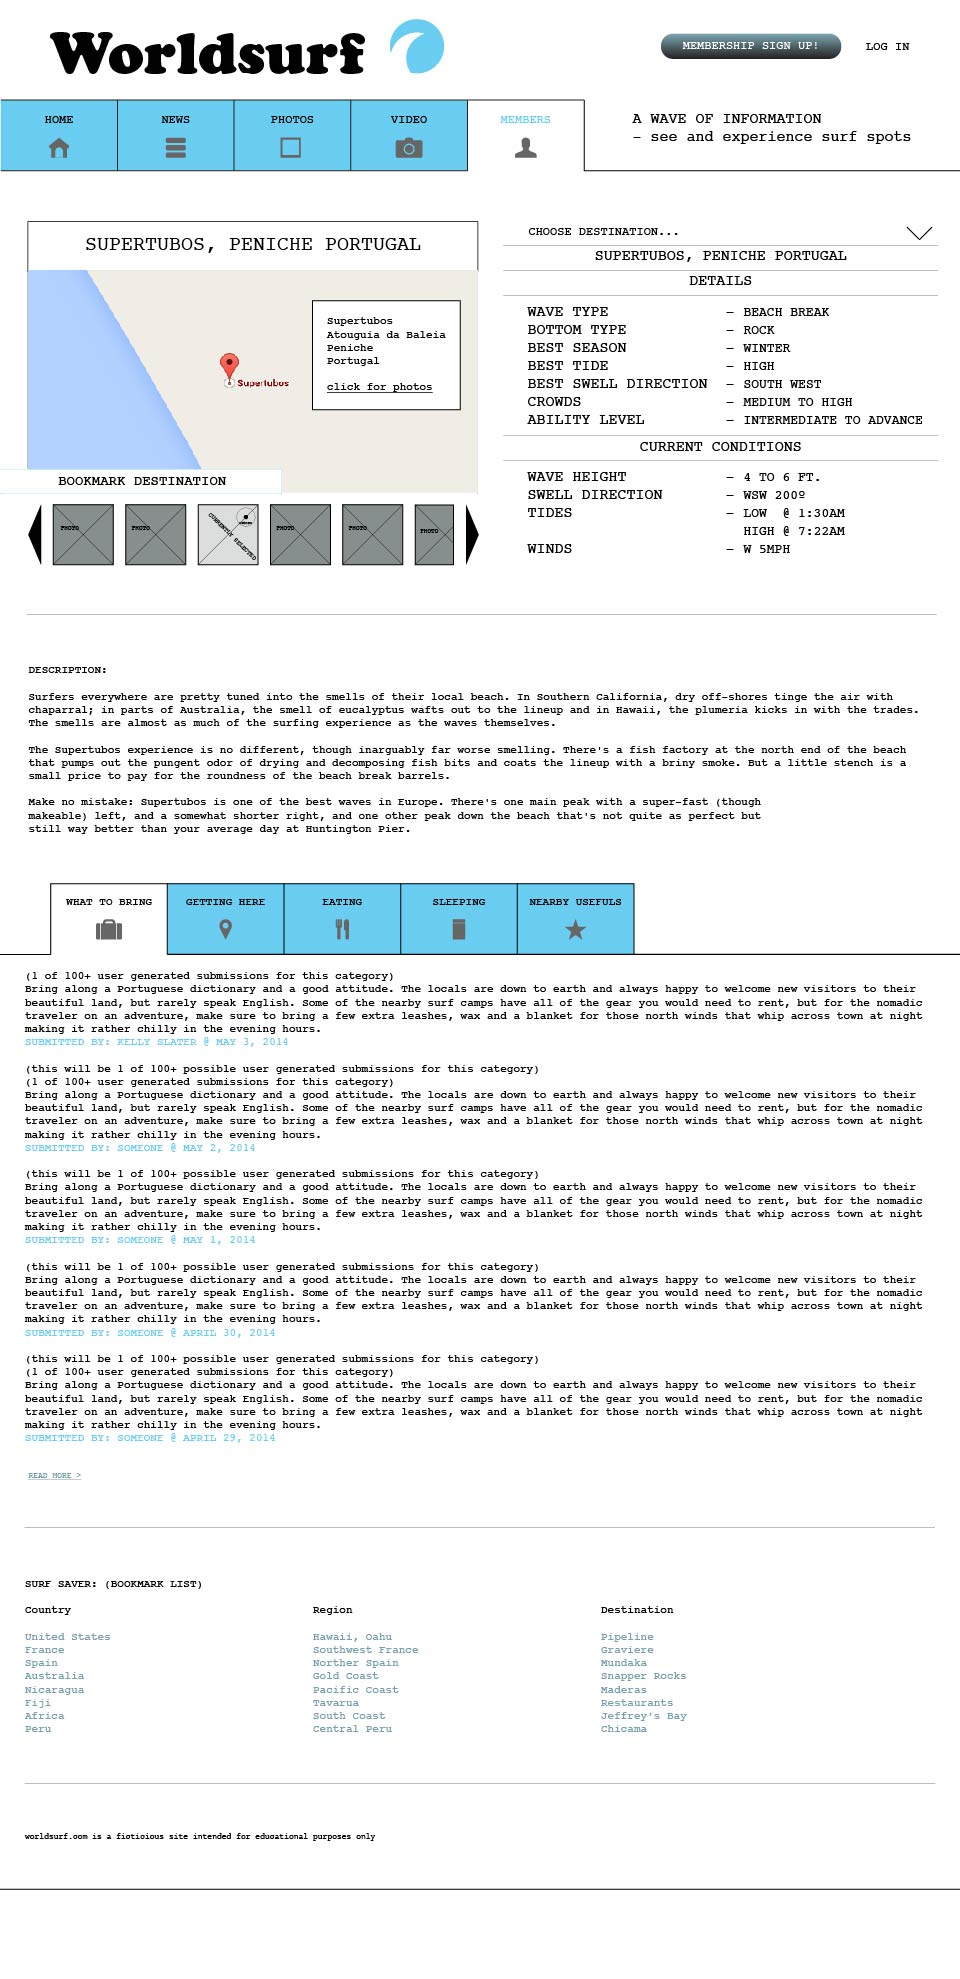 Worldsurf
MEMBERSHIP SIGN UP!
LOG IN
HOME
NEWS
PHOTOS
VIDEO
MEMBERS
A WAVE OF INFORMATION
– see and experience surf spots
SUPERTUBOS, PENICHE PORTUGAL
Supertubos
Atouguia da Baleia
Peniche
Portugal
click for photos
Supertubos
BOOKMARK DESTINATION
PHOTO
PHOTO
CURRENTLY SELECTED
PHOTO
PHOTO
PHOTO
CHOOSE DESTINATION...
SUPERTUBOS, PENICHE PORTUGAL
DETAILS
WAVE TYPE – BEACH BREAK
BOTTOM TYPE – ROCK
BEST SEASON – WINTER
BEST TIDE – HIGH
BEST SWELL DIRECTION – SOUTH WEST
CROWDS – MEDIUM TO HIGH
ABILITY LEVEL – INTERMEDIATE TO ADVANCE
CURRENT CONDITIONS
WAVE HEIGHT – 4 TO 6 FT.
SWELL DIRECTION – WSW 200º
TIDES – LOW @ 1:30AM
HIGH @ 7:22AM
WINDS – W 5MPH
DESCRIPTION:
Surfers everywhere are pretty tuned into the smells of their local beach. In Southern California, dry off-shores tinge the air with
chaparral; in parts of Australia, the smell of eucalyptus wafts out to the lineup and in Hawaii, the plumeria kicks in with the trades.
The smells are almost as much of the surfing experience as the waves themselves.
The Supertubos experience is no different, though inarguably far worse smelling. There's a fish factory at the north end of the beach
that pumps out the pungent odor of drying and decomposing fish bits and coats the lineup with a briny smoke. But a little stench is a
small price to pay for the roundness of the beach break barrels.
Make no mistake: Supertubos is one of the best waves in Europe. There's one main peak with a super-fast (though
makeable) left, and a somewhat shorter right, and one other peak down the beach that's not quite as perfect but
still way better than your average day at Huntington Pier.
WHAT TO BRING
GETTING HERE
EATING
SLEEPING
NEARBY USEFULS
(1 of 100+ user generated submissions for this category)
Bring along a Portuguese dictionary and a good attitude. The locals are down to earth and always happy to welcome new visitors to their
beautiful land, but rarely speak English. Some of the nearby surf camps have all of the gear you would need to rent, but for the nomadic
traveler on an adventure, make sure to bring a few extra leashes, wax and a blanket for those north winds that whip across town at night
making it rather chilly in the evening hours.
SUBMITTED BY: KELLY SLATER @ MAY 3, 2014
(this will be 1 of 100+ possible user generated submissions for this category)
(1 of 100+ user generated submissions for this category)
Bring along a Portuguese dictionary and a good attitude. The locals are down to earth and always happy to welcome new visitors to their
beautiful land, but rarely speak English. Some of the nearby surf camps have all of the gear you would need to rent, but for the nomadic
traveler on an adventure, make sure to bring a few extra leashes, wax and a blanket for those north winds that whip across town at night
making it rather chilly in the evening hours.
SUBMITTED BY: SOMEONE @ MAY 2, 2014
(this will be 1 of 100+ possible user generated submissions for this category)
Bring along a Portuguese dictionary and a good attitude. The locals are down to earth and always happy to welcome new visitors to their
beautiful land, but rarely speak English. Some of the nearby surf camps have all of the gear you would need to rent, but for the nomadic
traveler on an adventure, make sure to bring a few extra leashes, wax and a blanket for those north winds that whip across town at night
making it rather chilly in the evening hours.
SUBMITTED BY: SOMEONE @ MAY 1, 2014
(this will be 1 of 100+ possible user generated submissions for this category)
Bring along a Portuguese dictionary and a good attitude. The locals are down to earth and always happy to welcome new visitors to their
beautiful land, but rarely speak English. Some of the nearby surf camps have all of the gear you would need to rent, but for the nomadic
traveler on an adventure, make sure to bring a few extra leashes, wax and a blanket for those north winds that whip across town at night
making it rather chilly in the evening hours.
SUBMITTED BY: SOMEONE @ APRIL 30, 2014
(this will be 1 of 100+ possible user generated submissions for this category)
(1 of 100+ user generated submissions for this category)
Bring along a Portuguese dictionary and a good attitude. The locals are down to earth and always happy to welcome new visitors to their
beautiful land, but rarely speak English. Some of the nearby surf camps have all of the gear you would need to rent, but for the nomadic
traveler on an adventure, make sure to bring a few extra leashes, wax and a blanket for those north winds that whip across town at night
making it rather chilly in the evening hours.
SUBMITTED BY: SOMEONE @ APRIL 29, 2014
READ MORE >
SURF SAVER: (BOOKMARK LIST)
Country Region Destination
United States Hawaii, Oahu Pipeline
France Southwest France Graviere
Spain Norther Spain Mundaka
Australia Gold Coast Snapper Rocks
Nicaragua Pacific Coast Maderas
Fiji Tavarua Restaurants
Africa South Coast Jeffrey's Bay
Peru Central Peru Chicama
worldsurf.com is a ficticious site intended for educational purposes only